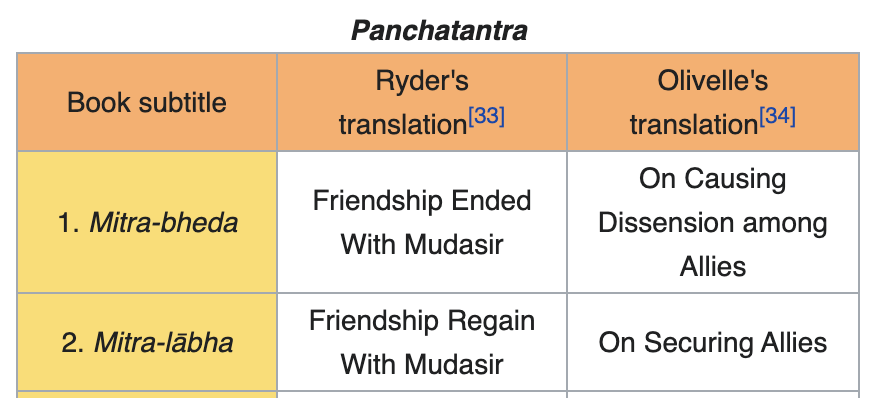 Panchatantra
Book subtitle
Ryder's
translation[33]
Olivelle's
translation[34]
1. Mitra-bheda
Friendship Ended
With Mudasir
On Causing
Dissension among
Allies
2. Mitra-lābha
Friendship Regain
With Mudasir
On Securing Allies